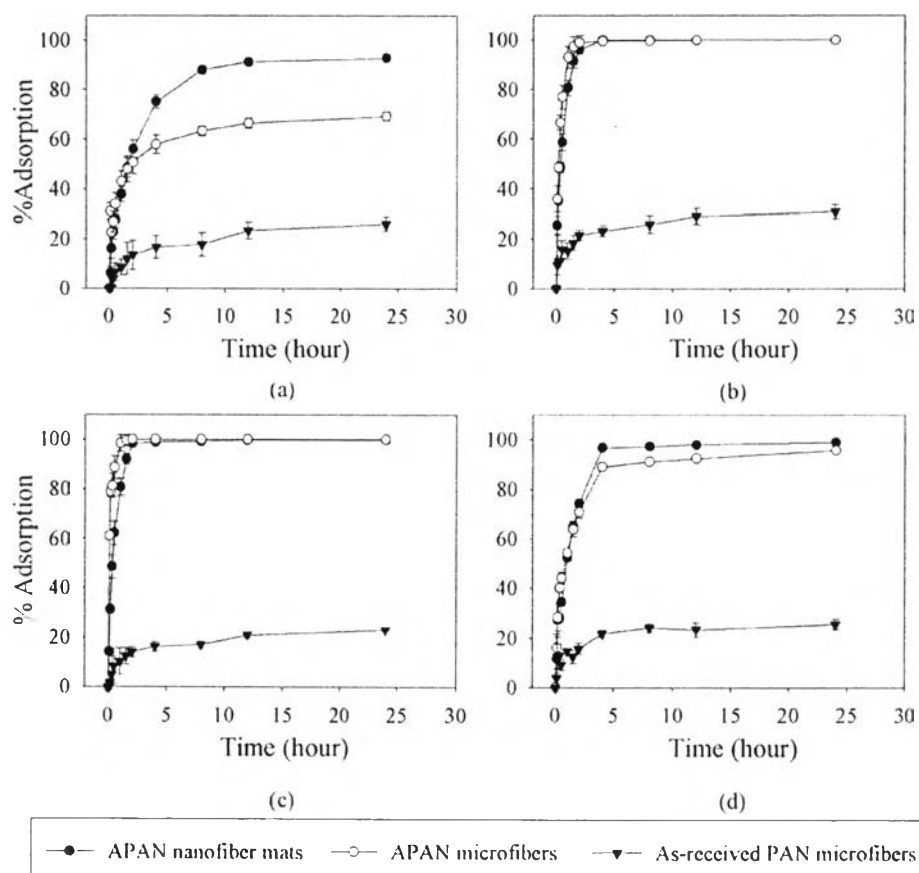 100
80
60
40
20
0
%Adsorption
0 5 10 15 20 25 30
Time (hour)
(a)
100
80
60
40
20
0
0 5 10 15 20 25 30
Time (hour)
(b)
100
80
60
40
20
0
% Adsorption
0 5 10 15 20 25 30
Time (hour)
(c)
100
80
60
40
20
0
0 5 10 15 20 25 30
Time (hour)
(d)
APAN nanofiber mats APAN microfibers As-received PAN microfibers